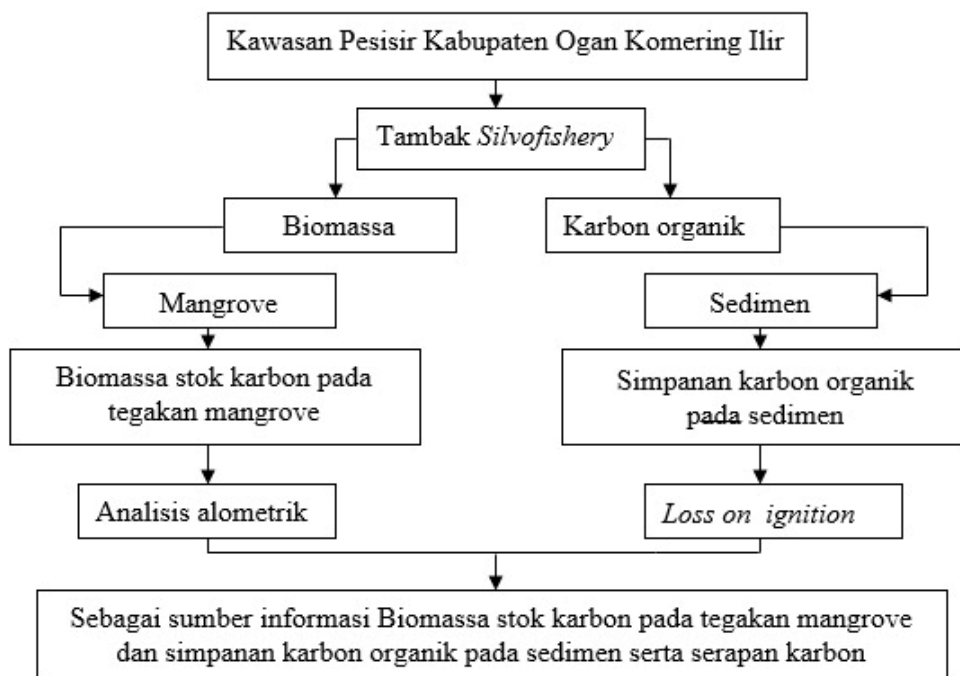 Kawasan Pesisir Kabupaten Ogan Komering Ilir
Tambak Silvofishery
Biomassa
Karbon organik
Mangrove
Sedimen
Biomassa stok karbon pada
tegakan mangrove
Simpanan karbon organik
pada sedimen
Analisis alometrik
Loss on ignition
Sebagai sumber informasi Biomassa stok karbon pada tegakan mangrove
dan simpanan karbon organik pada sedimen serta serapan karbon